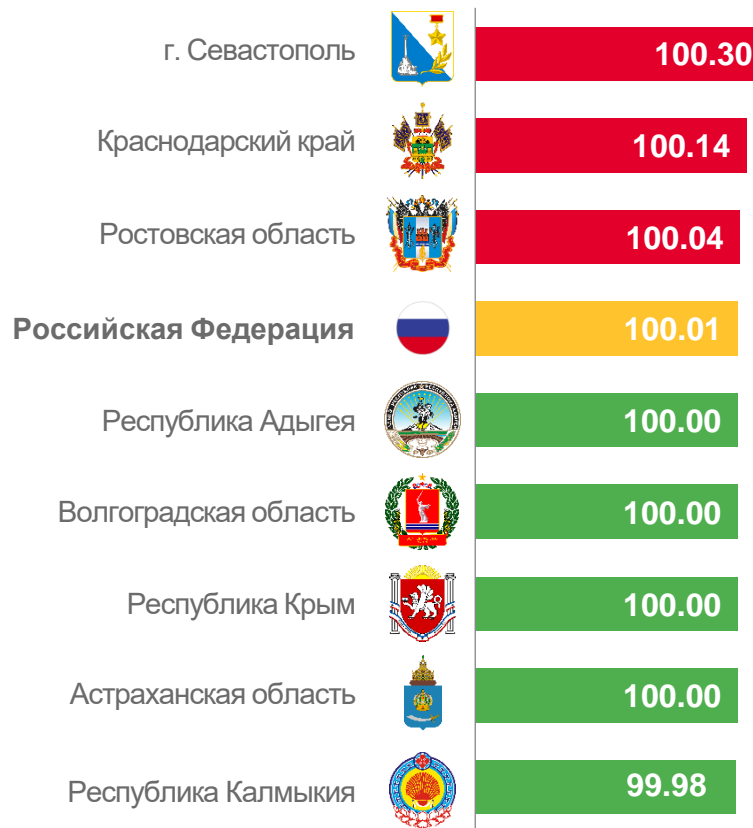 г. Севастополь 100.30
Краснодарский край 100.14
Ростовская область 100.04
Российская Федерация 100.01
Республика Адыгея 100.00
Волгоградская область 100.00
Республика Крым 100.00
Астраханская область 100.00
Республика Калмыкия 99.98